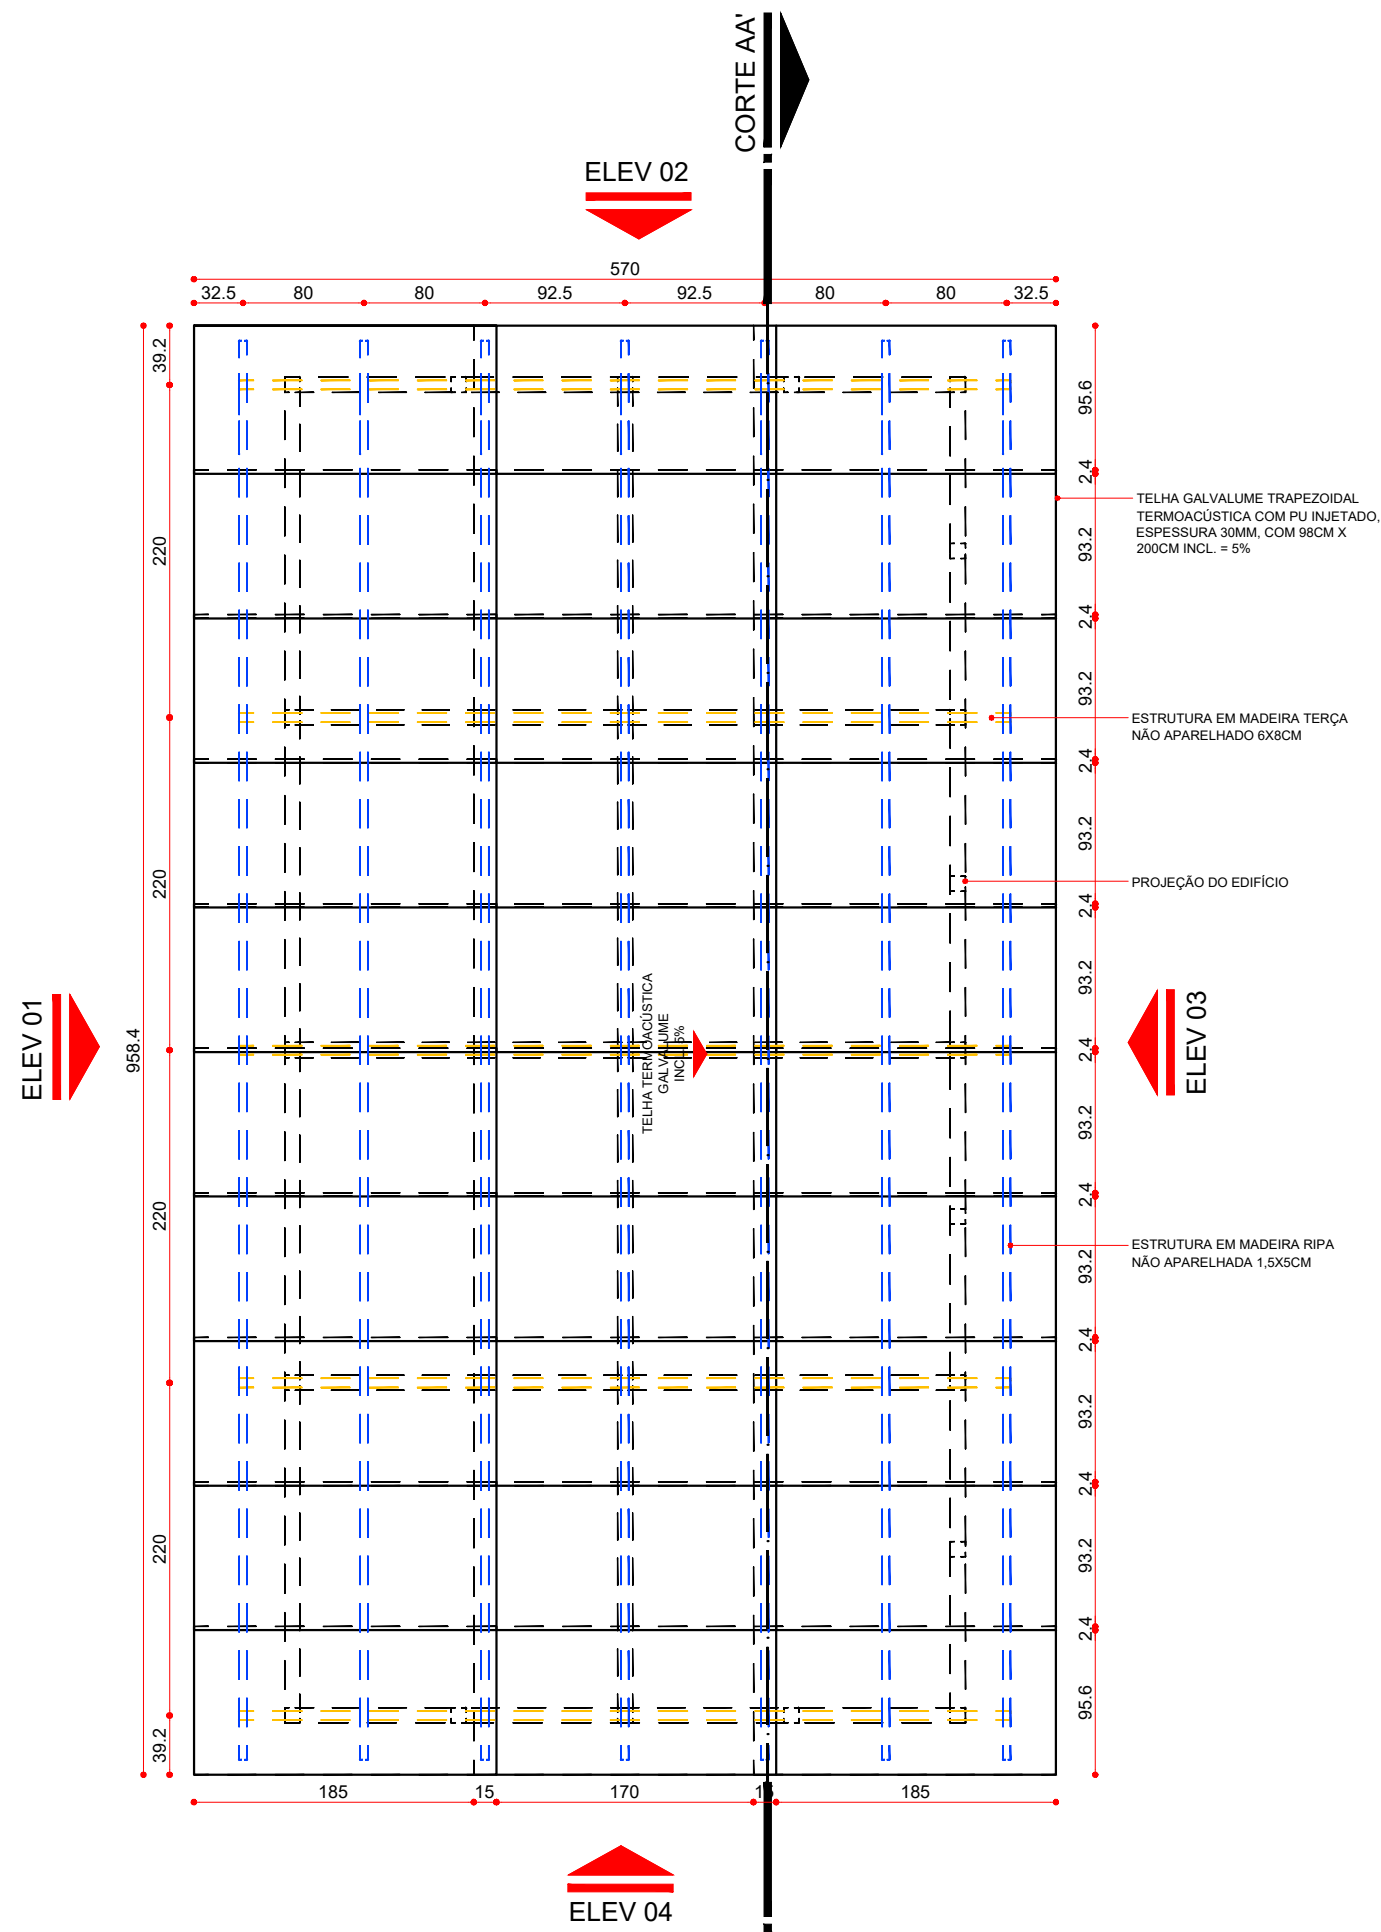 CORTE AA'
ELEV 02
570
32.5 80 80 92.5 92.5 80 80 32.5
39.2
220
220
220
220
39.2
958.4
95.6
2.4
93.2
2.4
93.2
2.4
93.2
2.4
93.2
2.4
93.2
2.4
93.2
2.4
93.2
2.4
93.2
2.4
95.6
TELHA GALVALUME TRAPEZOIDAL
TERMOACÚSTICA COM PU INJETADO,
ESPESSURA 30MM, COM 98CM X
200CM INCL. = 5%
ESTRUTURA EM MADEIRA TERÇA
NÃO APARELHADO 6X8CM
PROJEÇÃO DO EDIFÍCIO
ELEV 01
TELHA TERMOACÚSTICA
GALVALUME
INCL. 5%
ELEV 03
ESTRUTURA EM MADEIRA RIPA
NÃO APARELHADA 1,5X5CM
185 15 170 15 185
ELEV 04